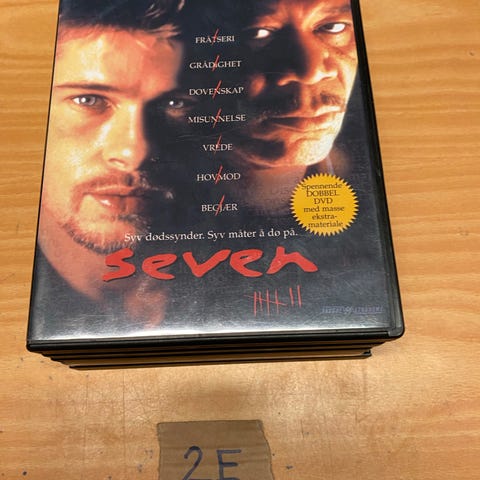 FRÅTSERI
GRÅDIGHET
DOVENSKAP
MISUNNELSE
VREDE
HOVMOD
BEGJÆR
Spennende
DOBBEL
DVD
med masse
ekstra-
materiale
Syv dødssynder. Syv måter å dø på.
seven
2E